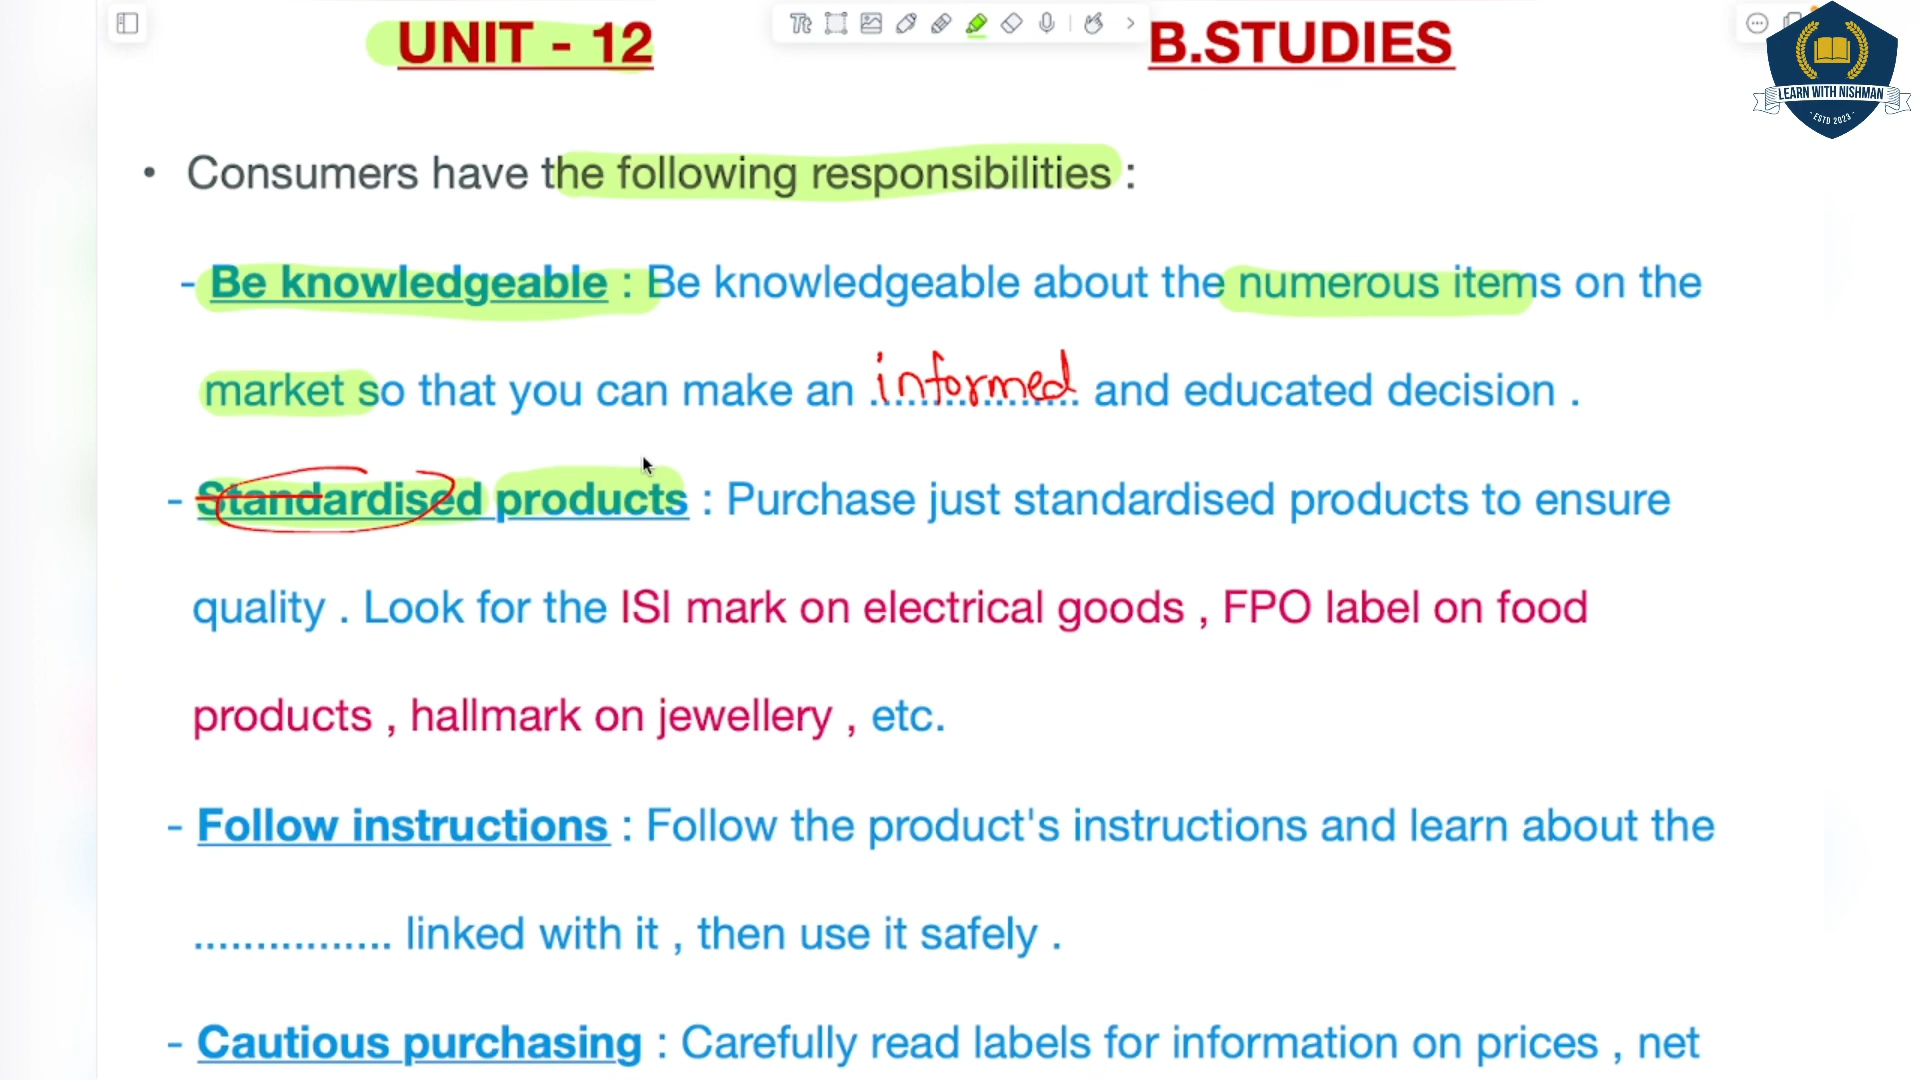 UNIT - 12 B.STUDIES
LEARN WITH NISHMAN
- ESTD 2023 -
• Consumers have the following responsibilities :
- Be knowledgeable : Be knowledgeable about the numerous items on the
market so that you can make an informed and educated decision .
- Standardised products : Purchase just standardised products to ensure
quality . Look for the ISI mark on electrical goods , FPO label on food
products , hallmark on jewellery , etc.
- Follow instructions : Follow the product's instructions and learn about the
................ linked with it , then use it safely .
- Cautious purchasing : Carefully read labels for information on prices , net